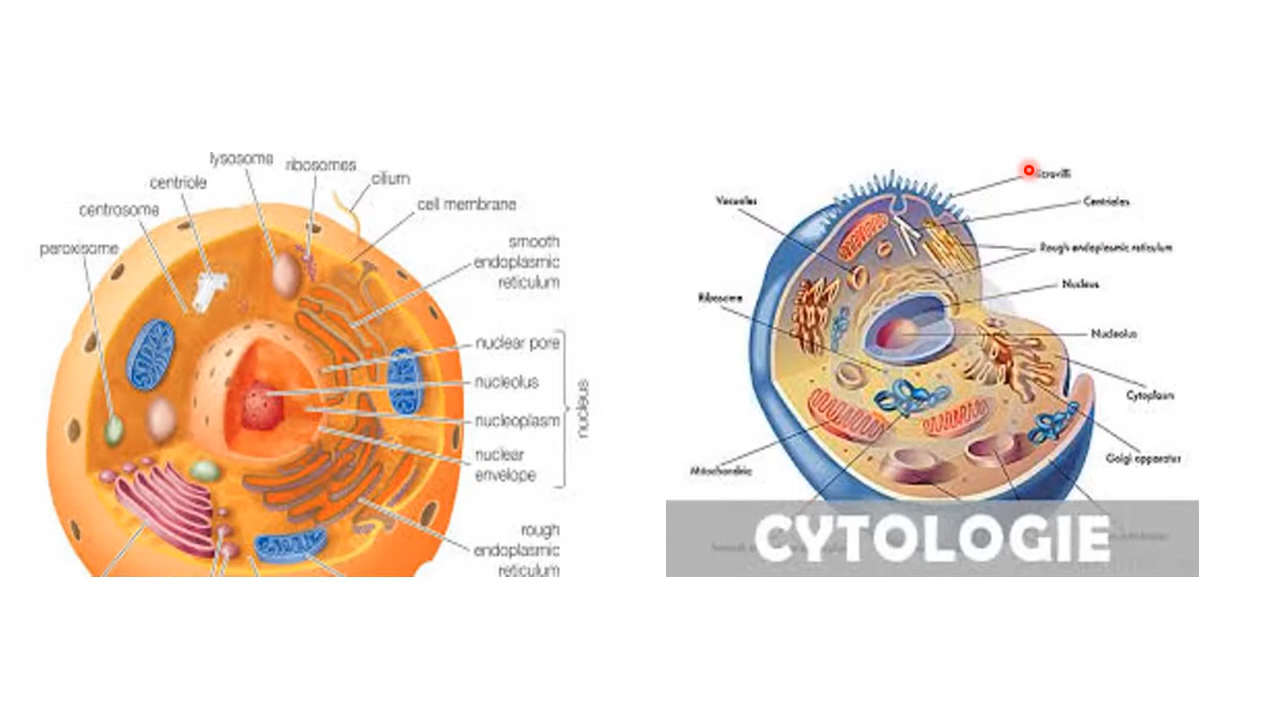 lysosome
ribosomes
cilium
centriole
cell membrane
centrosome
peroxisome
smooth
endoplasmic
reticulum
nuclear pore
nucleolus
nucleoplasm
nuclear
envelope
nucleus
rough
endoplasmic
reticulum
Vacuoles
Centrioles
Rough endoplasmic reticulum
Nucleus
Ribosome
Nucleolus
Cytoplasm
Golgi apparatus
Mitochondria
CYTOLOGIE